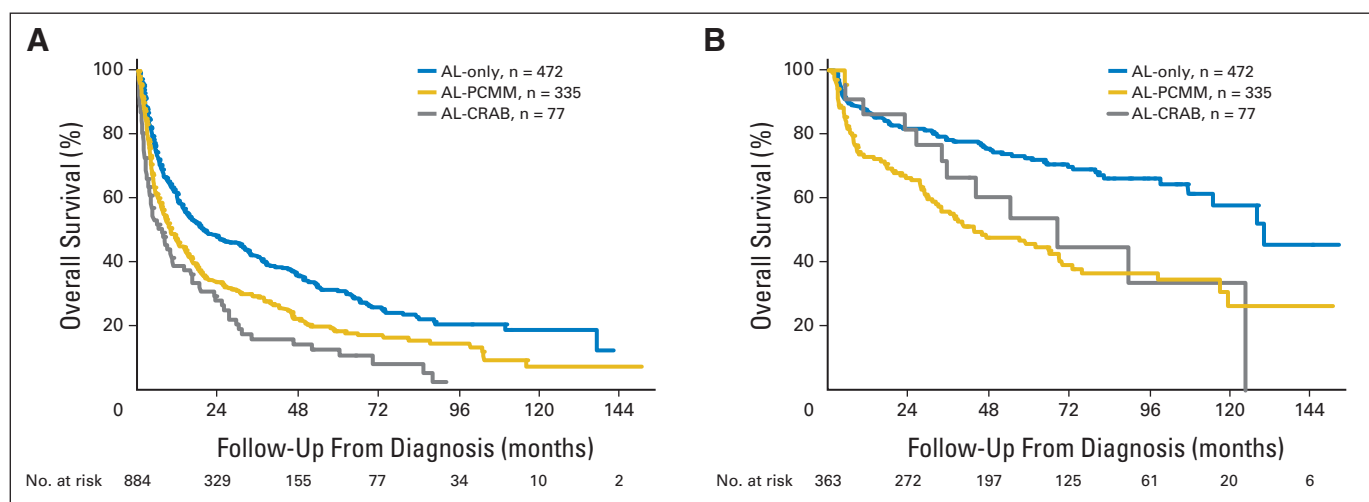 A
Overall Survival (%)
100
80
60
40
20
0
AL-only, n = 472
AL-PCMM, n = 335
AL-CRAB, n = 77
24 48 72 96 120 144
Follow-Up From Diagnosis (months)
No. at risk 884 329 155 77 34 10 2
B
Overall Survival (%)
100
80
60
40
20
0
AL-only, n = 472
AL-PCMM, n = 335
AL-CRAB, n = 77
24 48 72 96 120 144
Follow-Up From Diagnosis (months)
No. at risk 363 272 197 125 61 20 6